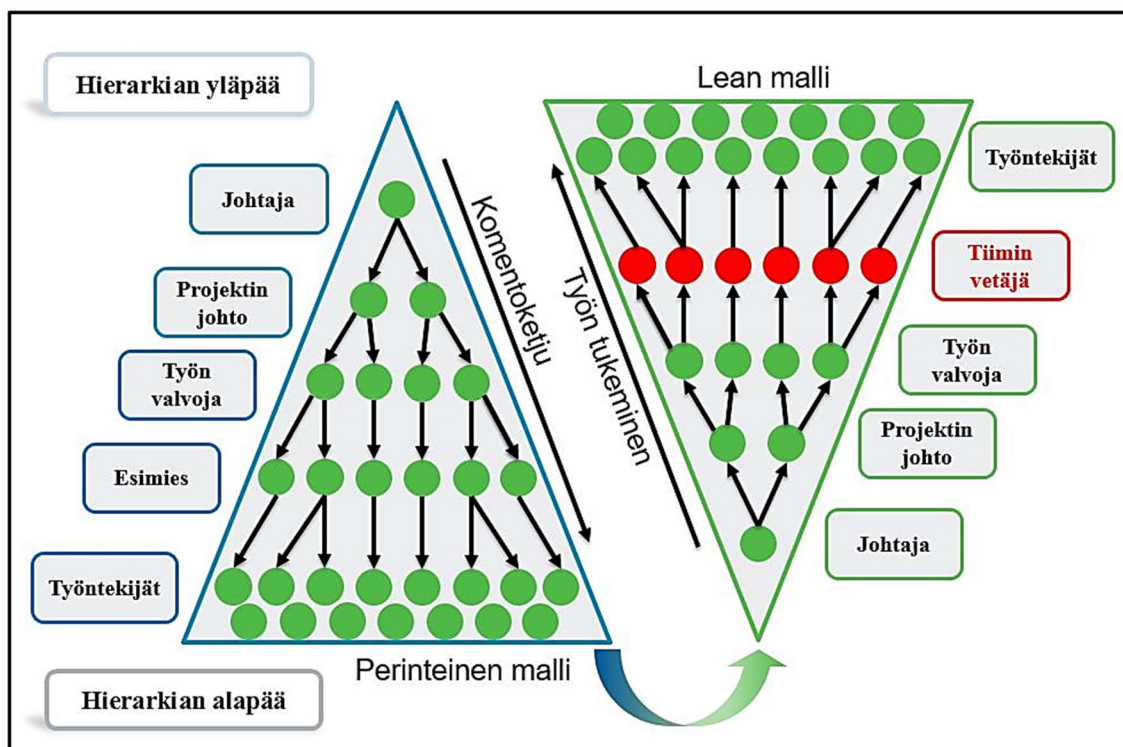 Hierarkian yläpää
Lean malli
Johtaja
Komentoketju
Projektin
johto
Työn
valvoja
Esimies
Työntekijät
Perinteinen malli
Hierarkian alapää
Työn tukeminen
Työntekijät
Tiimin
vetäjä
Työn
valvoja
Projektin
johto
Johtaja